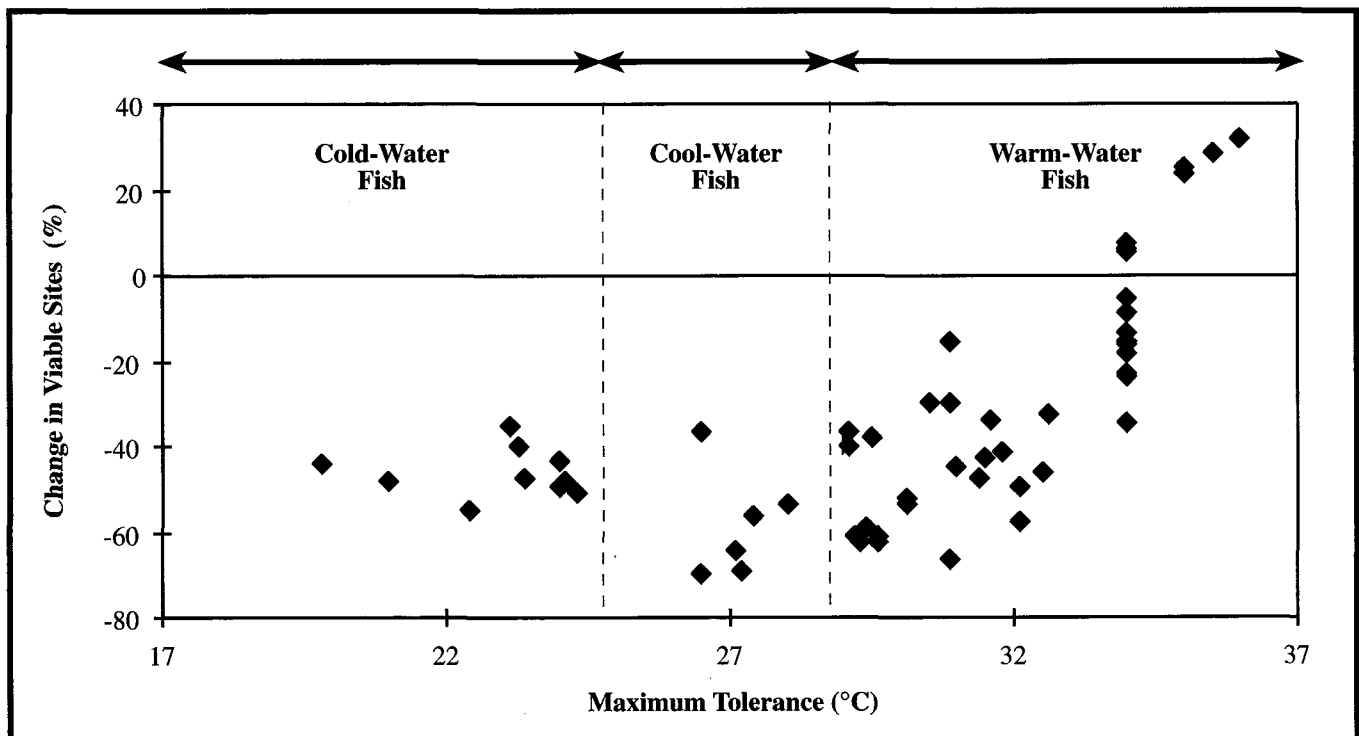 40
20
0
-20
-40
-60
-80
Change in Viable Sites (%)
Cold-Water
Fish
Cool-Water
Fish
Warm-Water
Fish
17
22
27
32
37
Maximum Tolerance (°C)